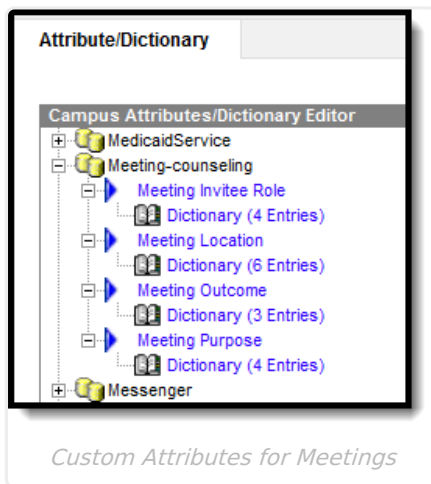 Attribute/Dictionary
Campus Attributes/Dictionary Editor
MedicaidService
Meeting-counseling
Meeting Invitee Role
Dictionary (4 Entries)
Meeting Location
Dictionary (6 Entries)
Meeting Outcome
Dictionary (3 Entries)
Meeting Purpose
Dictionary (4 Entries)
Messenger
Custom Attributes for Meetings